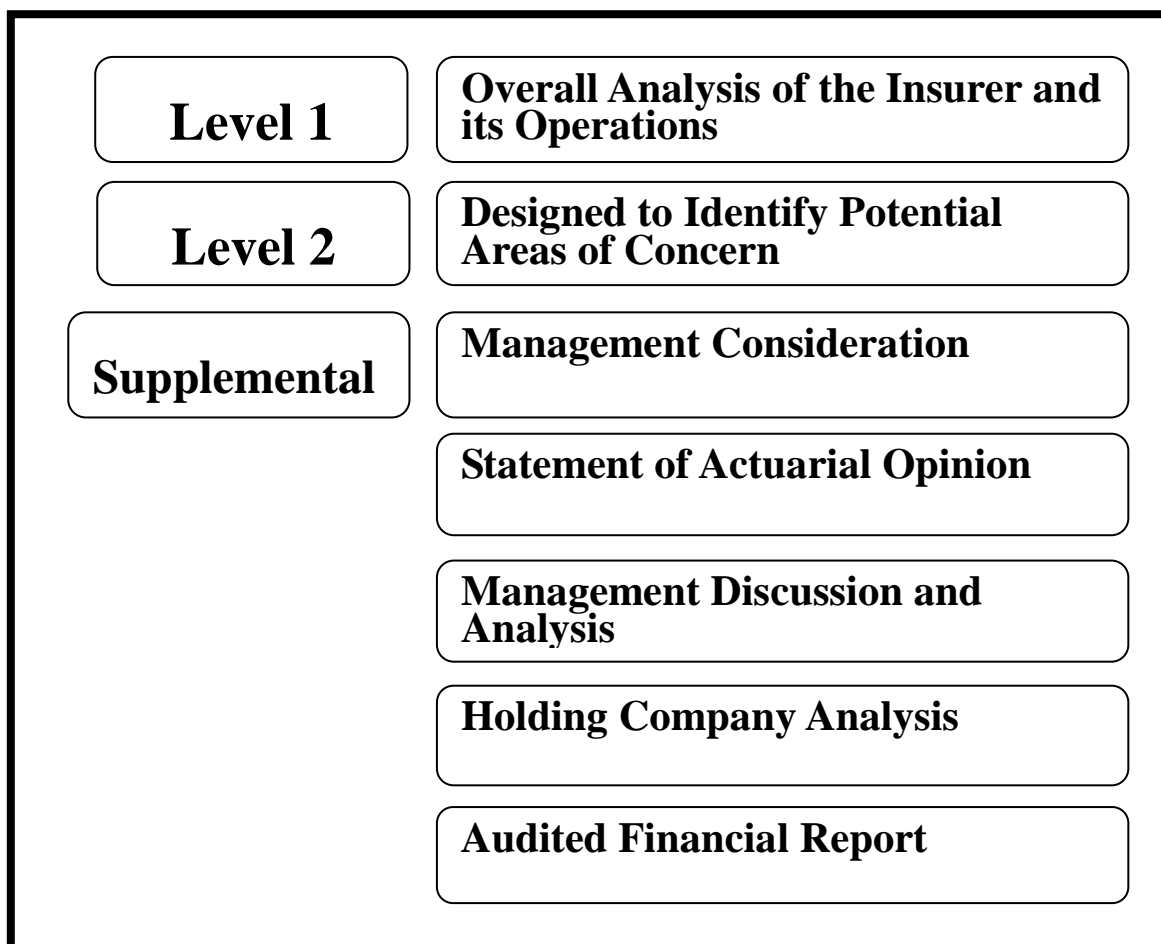 Level 1
Overall Analysis of the Insurer and
its Operations
Level 2
Designed to Identify Potential
Areas of Concern
Supplemental
Management Consideration
Statement of Actuarial Opinion
Management Discussion and
Analysis
Holding Company Analysis
Audited Financial Report